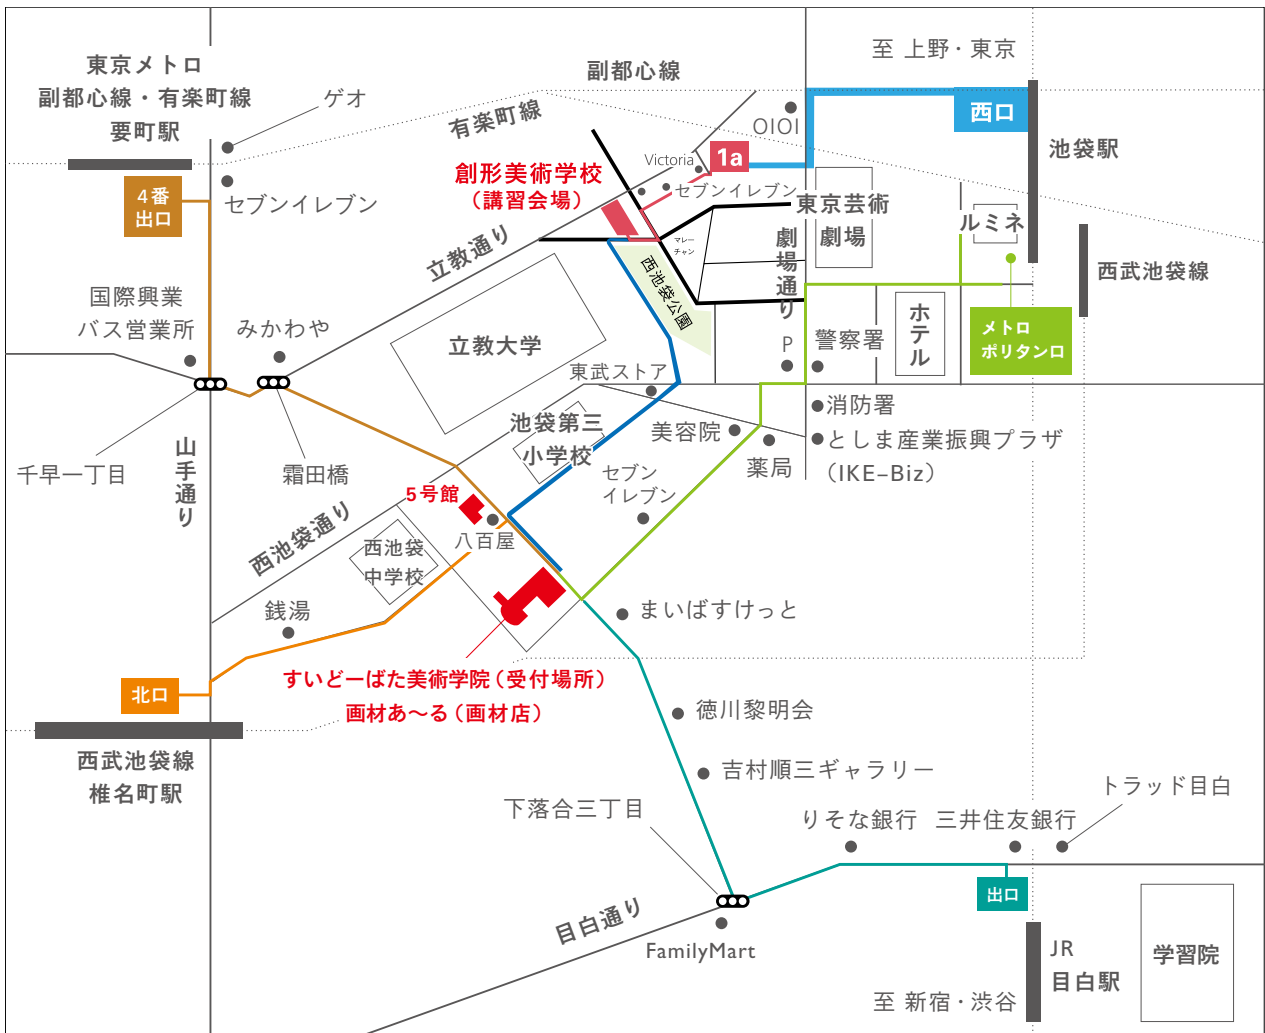 至 上野・東京
東京メトロ
副都心線・有楽町線
要町駅
ゲオ
副都心線
有楽町線
OIOI
西口
池袋駅
Victoria
1a
創形美術学校
（講習会場）
セブンイレブン
4番
出口
セブンイレブン
東京芸術
劇場
ルミネ
立教通り
マレー
チャン
劇場通り
西池袋公園
西武池袋線
国際興業
バス営業所
みかわや
立教大学
P
警察署
ホテル
メトロ
ポリタン口
東武ストア
消防署
池袋第三
小学校
美容院
薬局
としま産業振興プラザ
（IKE–Biz）
千早一丁目
山手通り
霜田橋
セブン
イレブン
5号館
八百屋
西池袋通り
西池袋
中学校
銭湯
まいばすけっと
すいどーばた美術学院（受付場所）
画材あ〜る（画材店）
北口
西武池袋線
椎名町駅
徳川黎明会
吉村順三ギャラリー
トラッド目白
下落合三丁目
りそな銀行
三井住友銀行
出口
目白通り
FamilyMart
JR
目白駅
学習院
至 新宿・渋谷